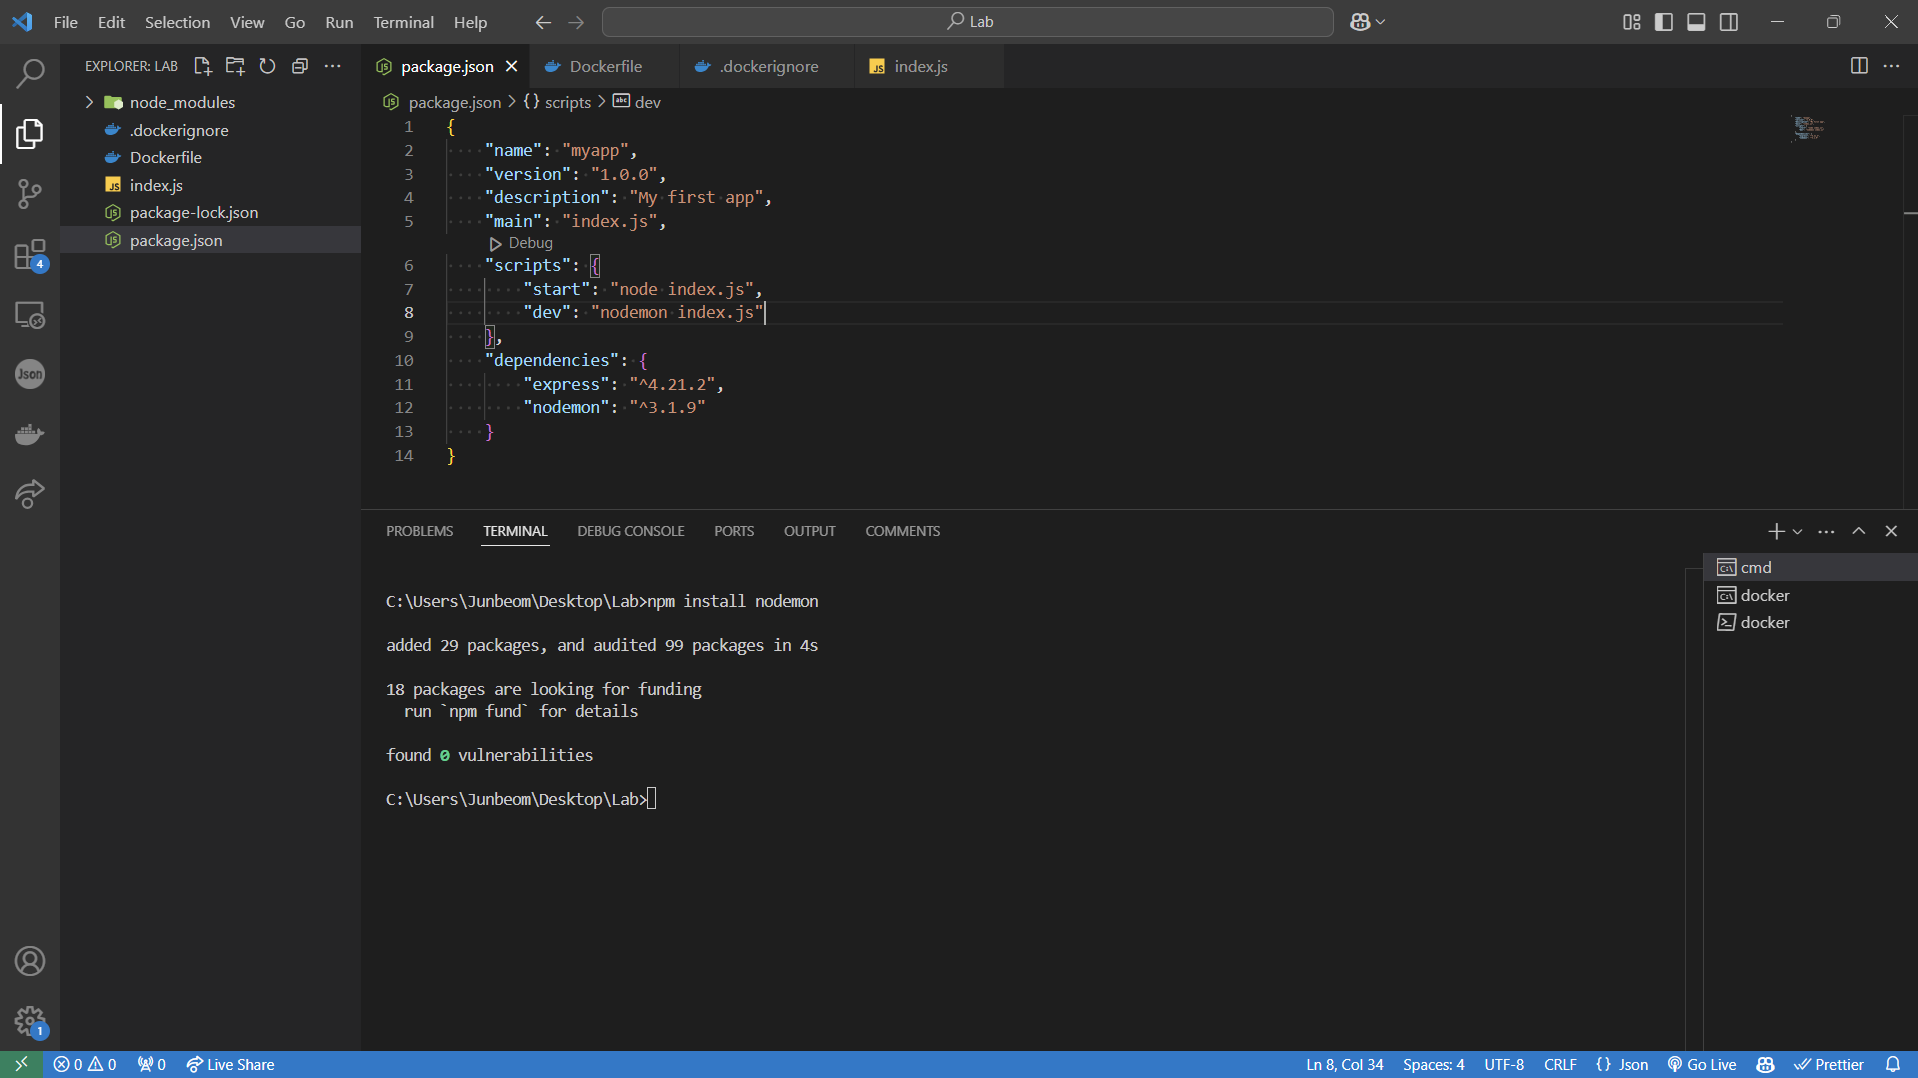 File Edit Selection View Go Run Terminal Help
Lab
EXPLORER: LAB
node_modules
.dockerignore
Dockerfile
index.js
package-lock.json
package.json
4
Json
1
package.json Dockerfile .dockerignore index.js
package.json > {} scripts > abc dev
1 {
2 "name": "myapp",
3 "version": "1.0.0",
4 "description": "My first app",
5 "main": "index.js",
Debug
6 "scripts": {
7 "start": "node index.js",
8 "dev": "nodemon index.js"
9 },
10 "dependencies": {
11 "express": "^4.21.2",
12 "nodemon": "^3.1.9"
13 }
14 }
PROBLEMS TERMINAL DEBUG CONSOLE PORTS OUTPUT COMMENTS
C:\Users\Junbeom\Desktop\Lab>npm install nodemon
added 29 packages, and audited 99 packages in 4s
18 packages are looking for funding
run `npm fund` for details
found 0 vulnerabilities
C:\Users\Junbeom\Desktop\Lab>
cmd
docker
docker
0 0 0 Live Share Ln 8, Col 34 Spaces: 4 UTF-8 CRLF {} Json Go Live Prettier